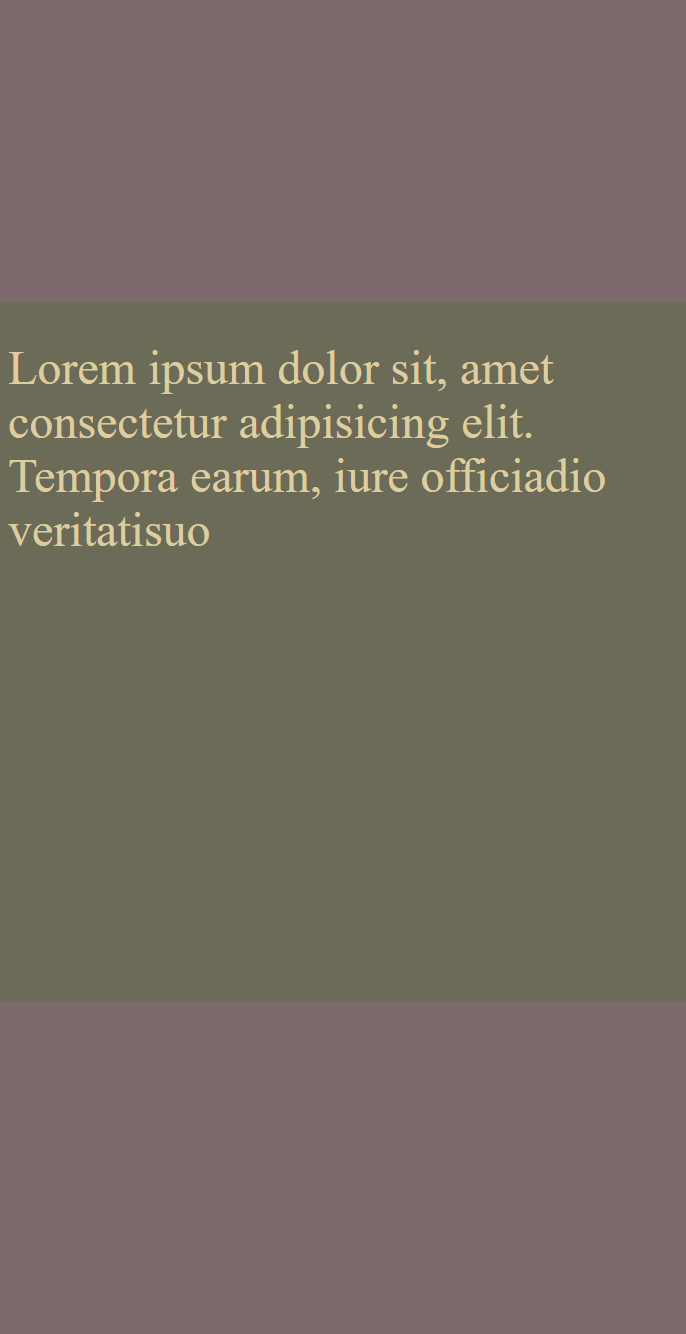 Lorem ipsum dolor sit, amet
consectetur adipisicing elit.
Tempora earum, iure officiadio
veritatisuo